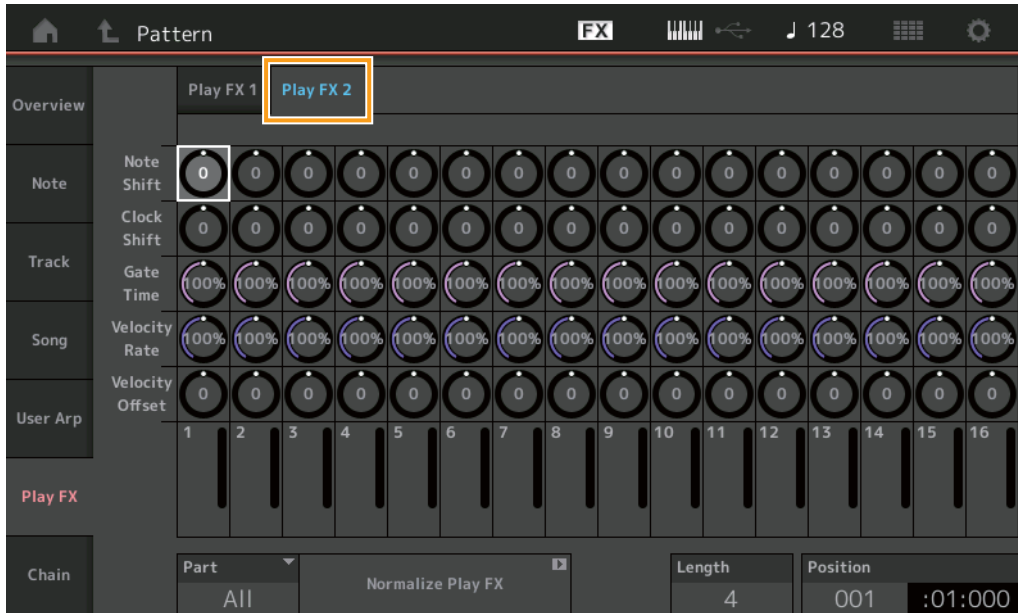 Pattern FX 128
Play FX 1 Play FX 2
Overview
Note
Track
Song
User Arp
Play FX
Chain
Note Shift 0 0 0 0 0 0 0 0 0 0 0 0 0 0 0 0
Clock Shift 0 0 0 0 0 0 0 0 0 0 0 0 0 0 0 0
Gate Time 100% 100% 100% 100% 100% 100% 100% 100% 100% 100% 100% 100% 100% 100% 100% 100%
Velocity Rate 100% 100% 100% 100% 100% 100% 100% 100% 100% 100% 100% 100% 100% 100% 100% 100%
Velocity Offset 0 0 0 0 0 0 0 0 0 0 0 0 0 0 0 0
1 2 3 4 5 6 7 8 9 10 11 12 13 14 15 16
Part Normalize Play FX Length Position
All 4 001 :01:000